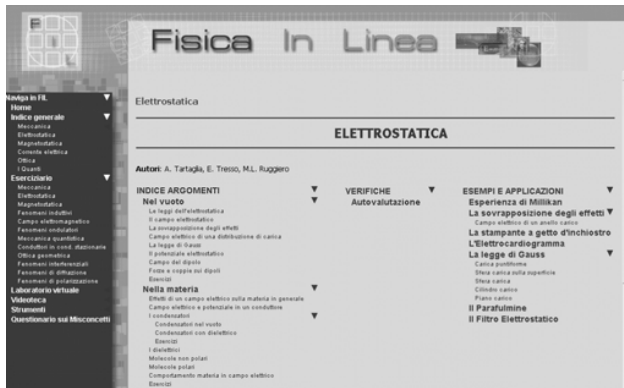 F I L
Fisica In Linea
Naviga in FIL
Home
Indice generale
Meccanica
Elettrostatica
Magnetostatica
Corrente elettrica
Ottica
I Quanti
Eserciziario
Meccanica
Elettrostatica
Magnetostatica
Fenomeni induttivi
Campo elettromagnetico
Fenomeni ondulatori
Meccanica quantistica
Conduttori in cond. stazionarie
Ottica geometrica
Fenomeni interferenziali
Fenomeni di diffrazione
Fenomeni di polarizzazione
Laboratorio virtuale
Videoteca
Strumenti
Questionario sui Misconcetti
Elettrostatica
ELETTROSTATICA
Autori: A. Tartaglia, E. Tresso, M.L. Ruggiero
INDICE ARGOMENTI
Nel vuoto
Le leggi dell'elettrostatica
Il campo elettrostatico
La sovrapposizione degli effetti
Campo elettrico di una distribuzione di carica
La legge di Gauss
Il potenziale elettrostatico
Campo del dipolo
Forze e coppie sui dipoli
Esercizi
Nella materia
Effetti di un campo elettrico sulla materia in generale
Campo elettrico e potenziale in un conduttore
I condensatori
Condensatori nel vuoto
Condensatori con dielettrico
Esercizi
I dielettrici
Molecole non polari
Molecole polari
Comportamento materia in campo elettrico
Esercizi
VERIFICHE
Autovalutazione
ESEMPI E APPLICAZIONI
Esperienza di Millikan
La sovrapposizione degli effetti
Campo elettrico di un anello carico
La stampante a getto d'inchiostro
L'Elettrocardiogramma
La legge di Gauss
Carica puntiforme
Sfera carica sulla superficie
Sfera carica
Cilindro carico
Piano carico
Il Parafulmine
Il Filtro Elettrostatico